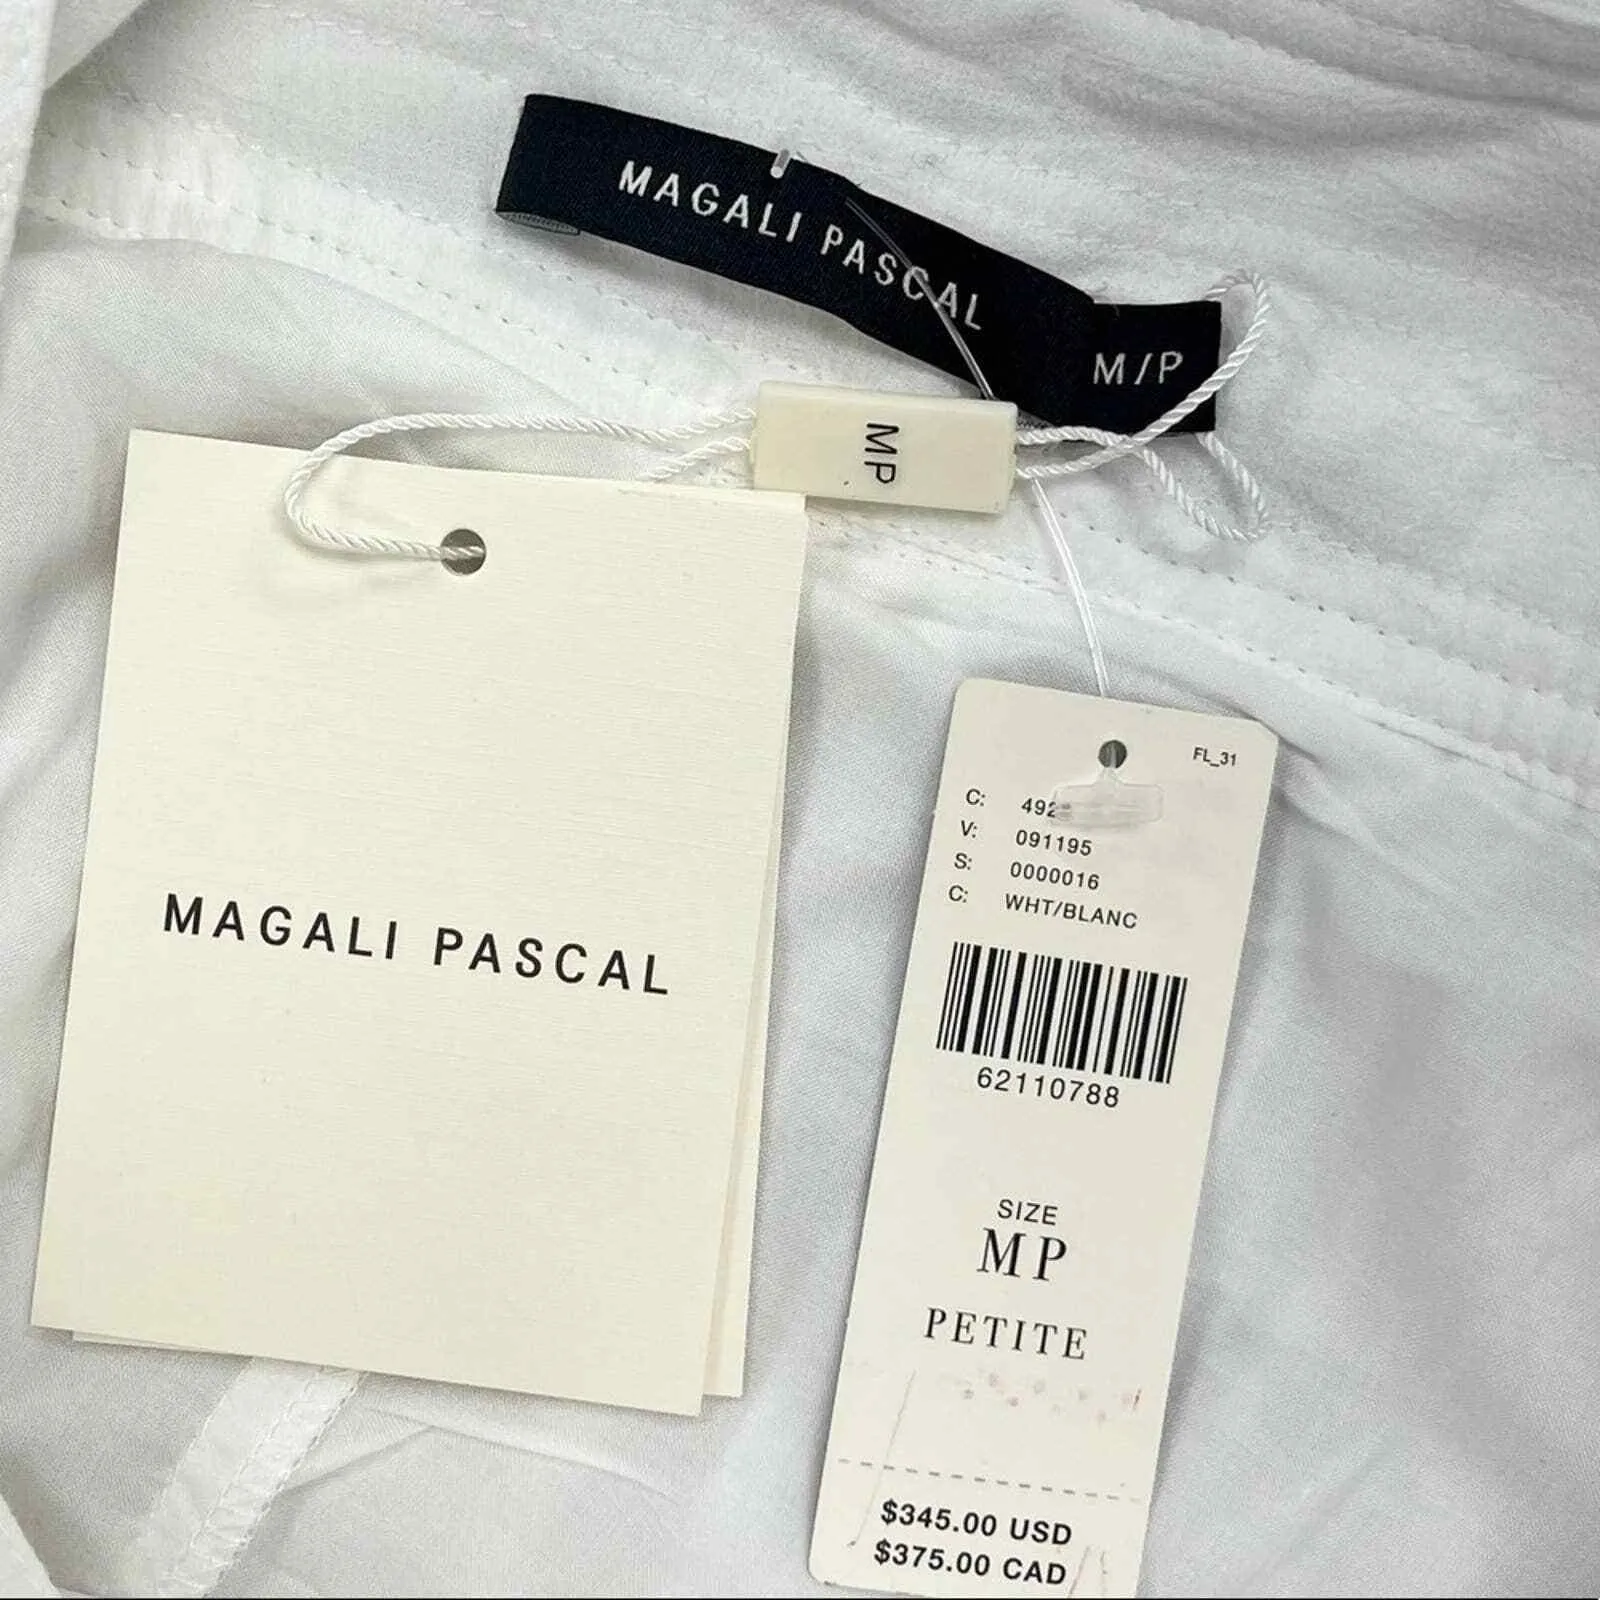 MAGALI PASCAL
M/P
MP
MAGALI PASCAL
FL_31
C: 492
V: 091195
S: 0000016
C: WHT/BLANC
62110788
SIZE
MP
PETITE
$345.00 USD
$375.00 CAD